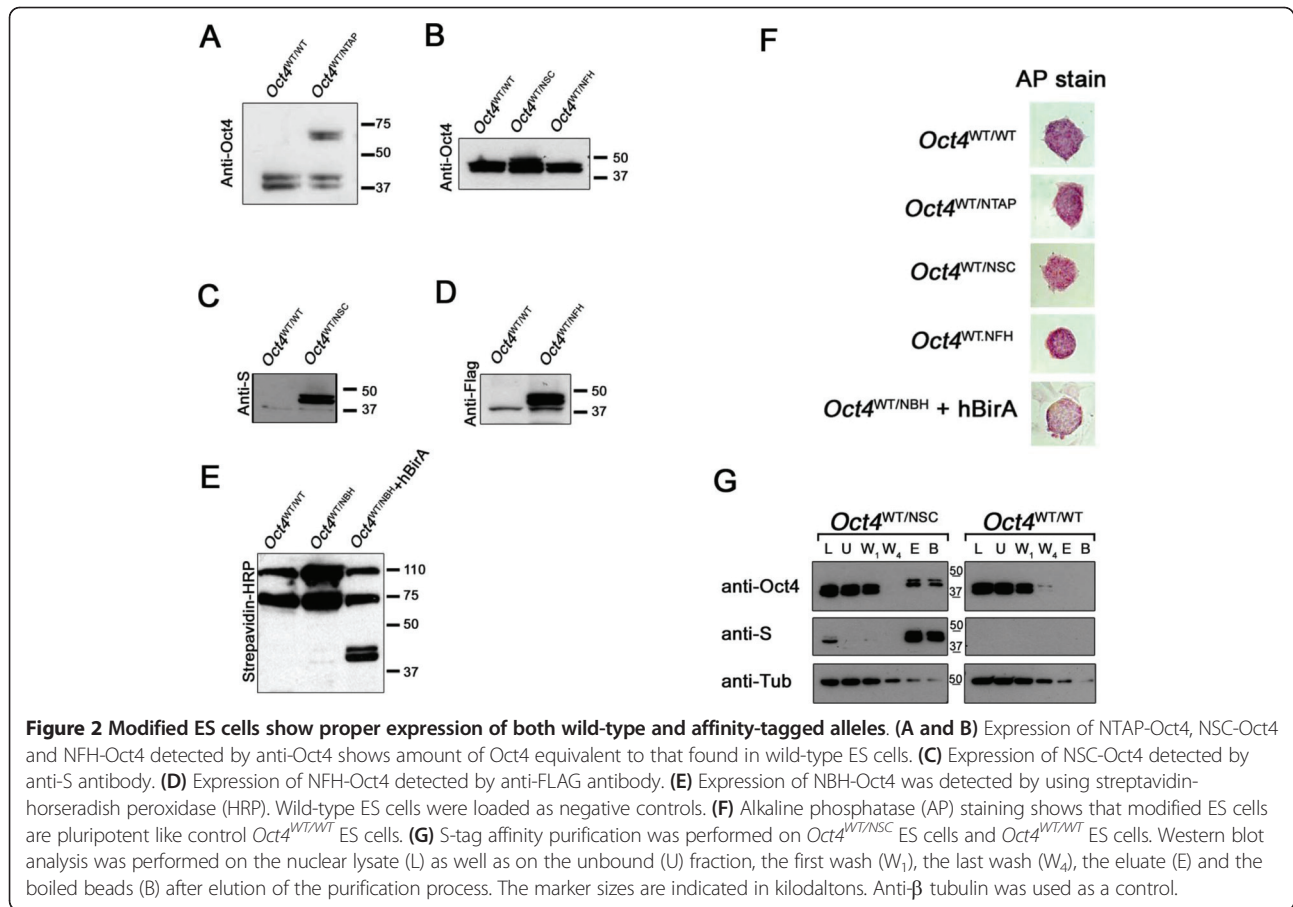 A
Oct4WT/WT
Oct4WT/NTAP
Anti-Oct4
75
50
37
B
Oct4WT/WT
Oct4WT/NSC
Oct4WT/NFH
Anti-Oct4
50
37
C
Oct4WT/WT
Oct4WT/NSC
Anti-S
50
37
D
Oct4WT/WT
Oct4WT/NFH
Anti-Flag
50
37
E
Oct4WT/WT
Oct4WT/NBH
Oct4WT/NBH+hBirA
Strepavidin-HRP
110
75
50
37
F
AP stain
Oct4WT/WT
Oct4WT/NTAP
Oct4WT/NSC
Oct4WT.NFH
Oct4WT/NBH + hBirA
G
Oct4WT/NSC Oct4WT/WT
L U W1 W4 E B L U W1 W4 E B
anti-Oct4 50 37 50 37
anti-S 50 37 50 37
anti-Tub 50 50
Figure 2 Modified ES cells show proper expression of both wild-type and affinity-tagged alleles. (A and B) Expression of NTAP-Oct4, NSC-Oct4
and NFH-Oct4 detected by anti-Oct4 shows amount of Oct4 equivalent to that found in wild-type ES cells. (C) Expression of NSC-Oct4 detected by
anti-S antibody. (D) Expression of NFH-Oct4 detected by anti-FLAG antibody. (E) Expression of NBH-Oct4 was detected by using streptavidin-
horseradish peroxidase (HRP). Wild-type ES cells were loaded as negative controls. (F) Alkaline phosphatase (AP) staining shows that modified ES cells
are pluripotent like control Oct4WT/WT ES cells. (G) S-tag affinity purification was performed on Oct4WT/NSC ES cells and Oct4WT/WT ES cells. Western blot
analysis was performed on the nuclear lysate (L) as well as on the unbound (U) fraction, the first wash (W1), the last wash (W4), the eluate (E) and the
boiled beads (B) after elution of the purification process. The marker sizes are indicated in kilodaltons. Anti-β tubulin was used as a control.